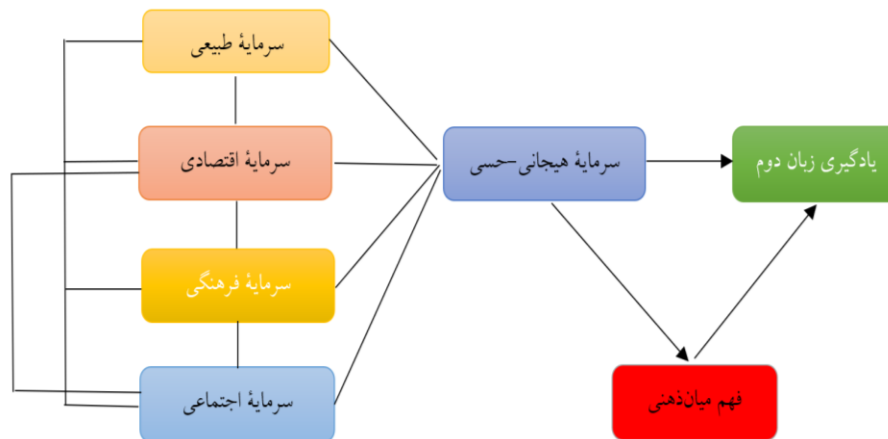 سرمایهٔ طبیعی
سرمایهٔ اقتصادی
سرمایهٔ هیجانی-حسی
یادگیری زبان دوم
سرمایهٔ فرهنگی
سرمایهٔ اجتماعی
فهم میان‌ذهنی